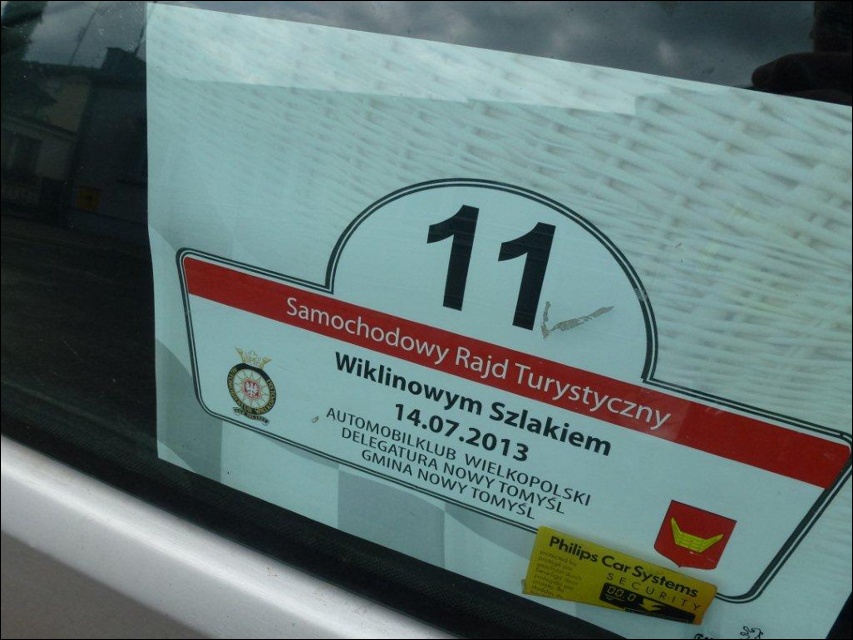 11
Samochodowy Rajd Turystyczny
Wiklinowym Szlakiem
14.07.2013
AUTOMOBILKLUB WIELKOPOLSKI
DELEGATURA NOWY TOMYŚL
GMINA NOWY TOMYŚL
Philips Car Systems
SECURITY